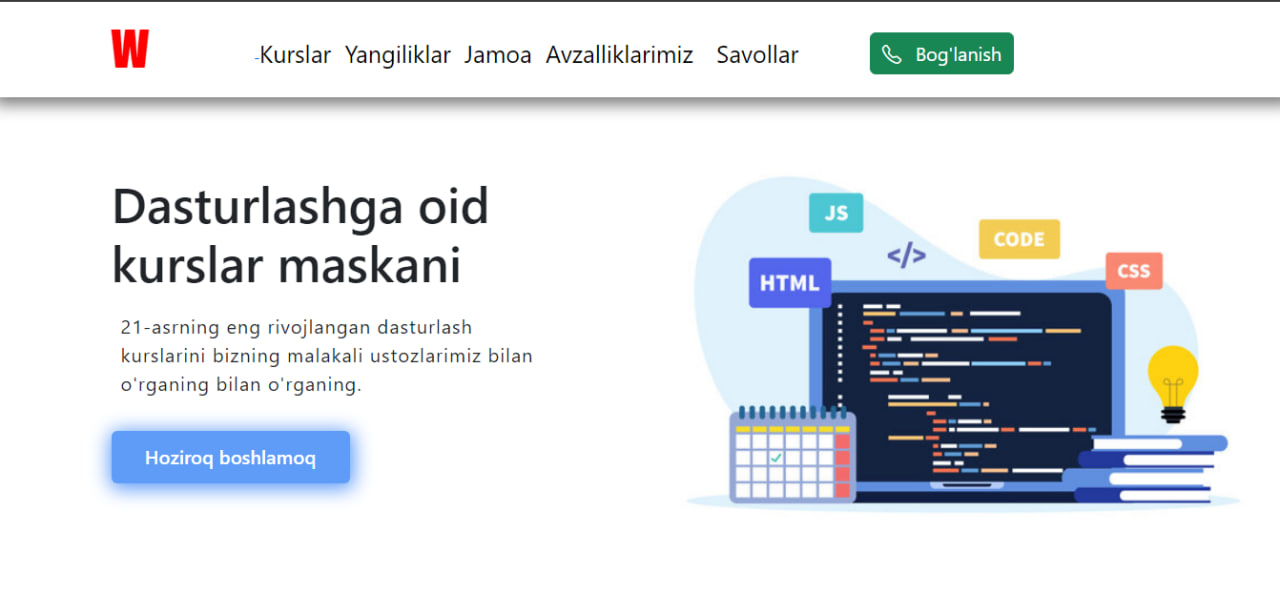 W
-Kurslar Yangiliklar Jamoa Avzalliklarimiz Savollar Bog'lanish
Dasturlashga oid
kurslar maskani
21-asrning eng rivojlangan dasturlash
kurslarini bizning malakali ustozlarimiz bilan
o'rganing bilan o'rganing.
Hoziroq boshlamoq
JS
CODE
</>
CSS
HTML